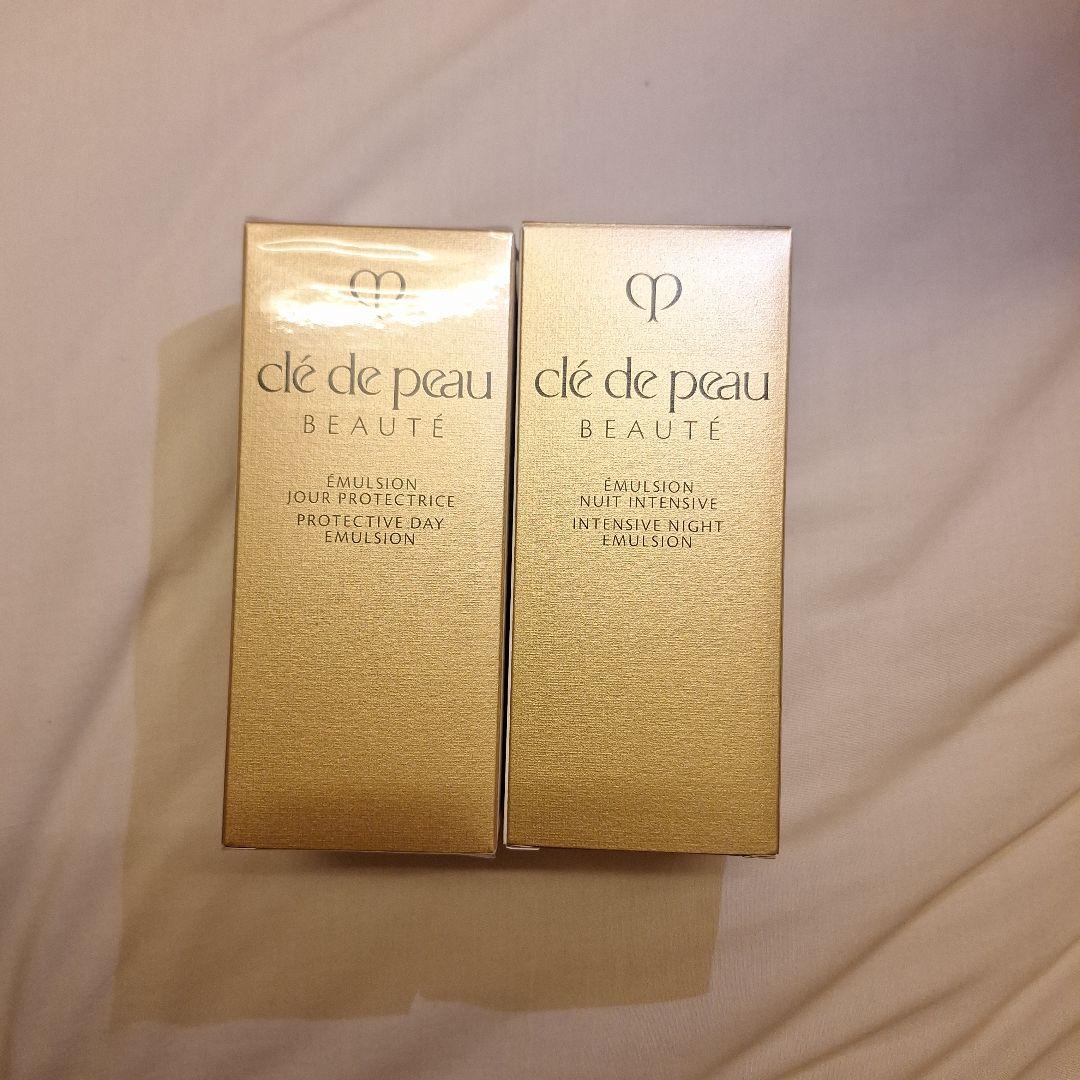 clé de peau
BEAUTÉ
ÉMULSION
JOUR PROTECTRICE
PROTECTIVE DAY
EMULSION
clé de peau
BEAUTÉ
ÉMULSION
NUIT INTENSIVE
INTENSIVE NIGHT
EMULSION